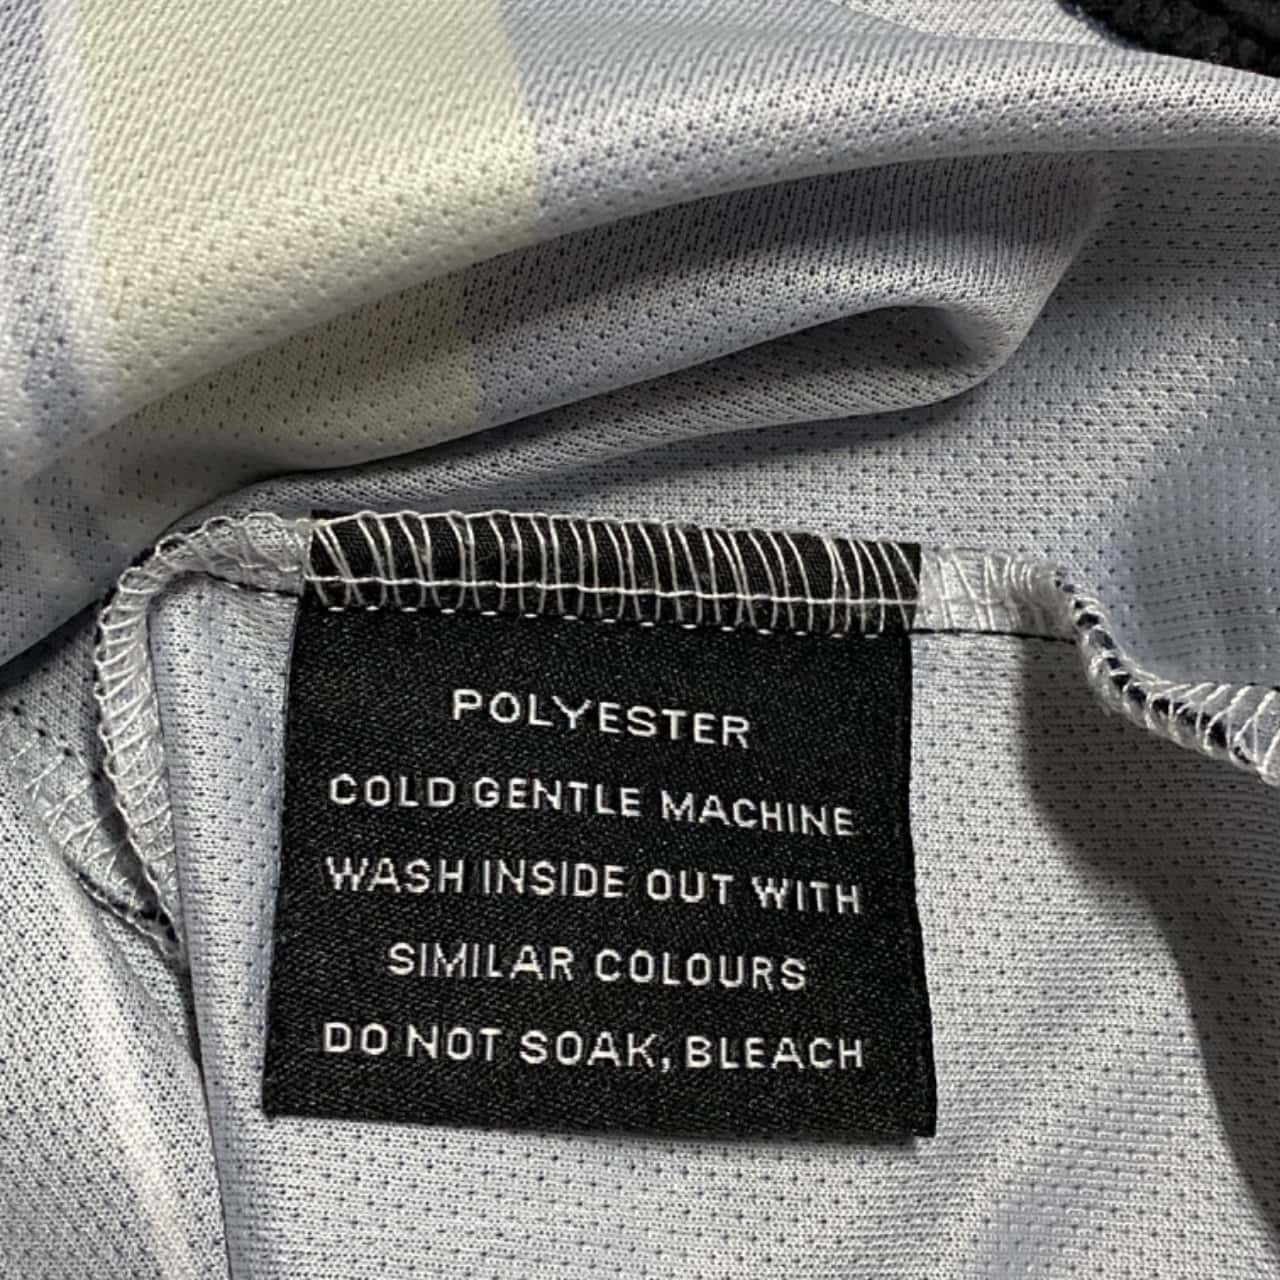 POLYESTER
COLD GENTLE MACHINE
WASH INSIDE OUT WITH
SIMILAR COLOURS
DO NOT SOAK, BLEACH